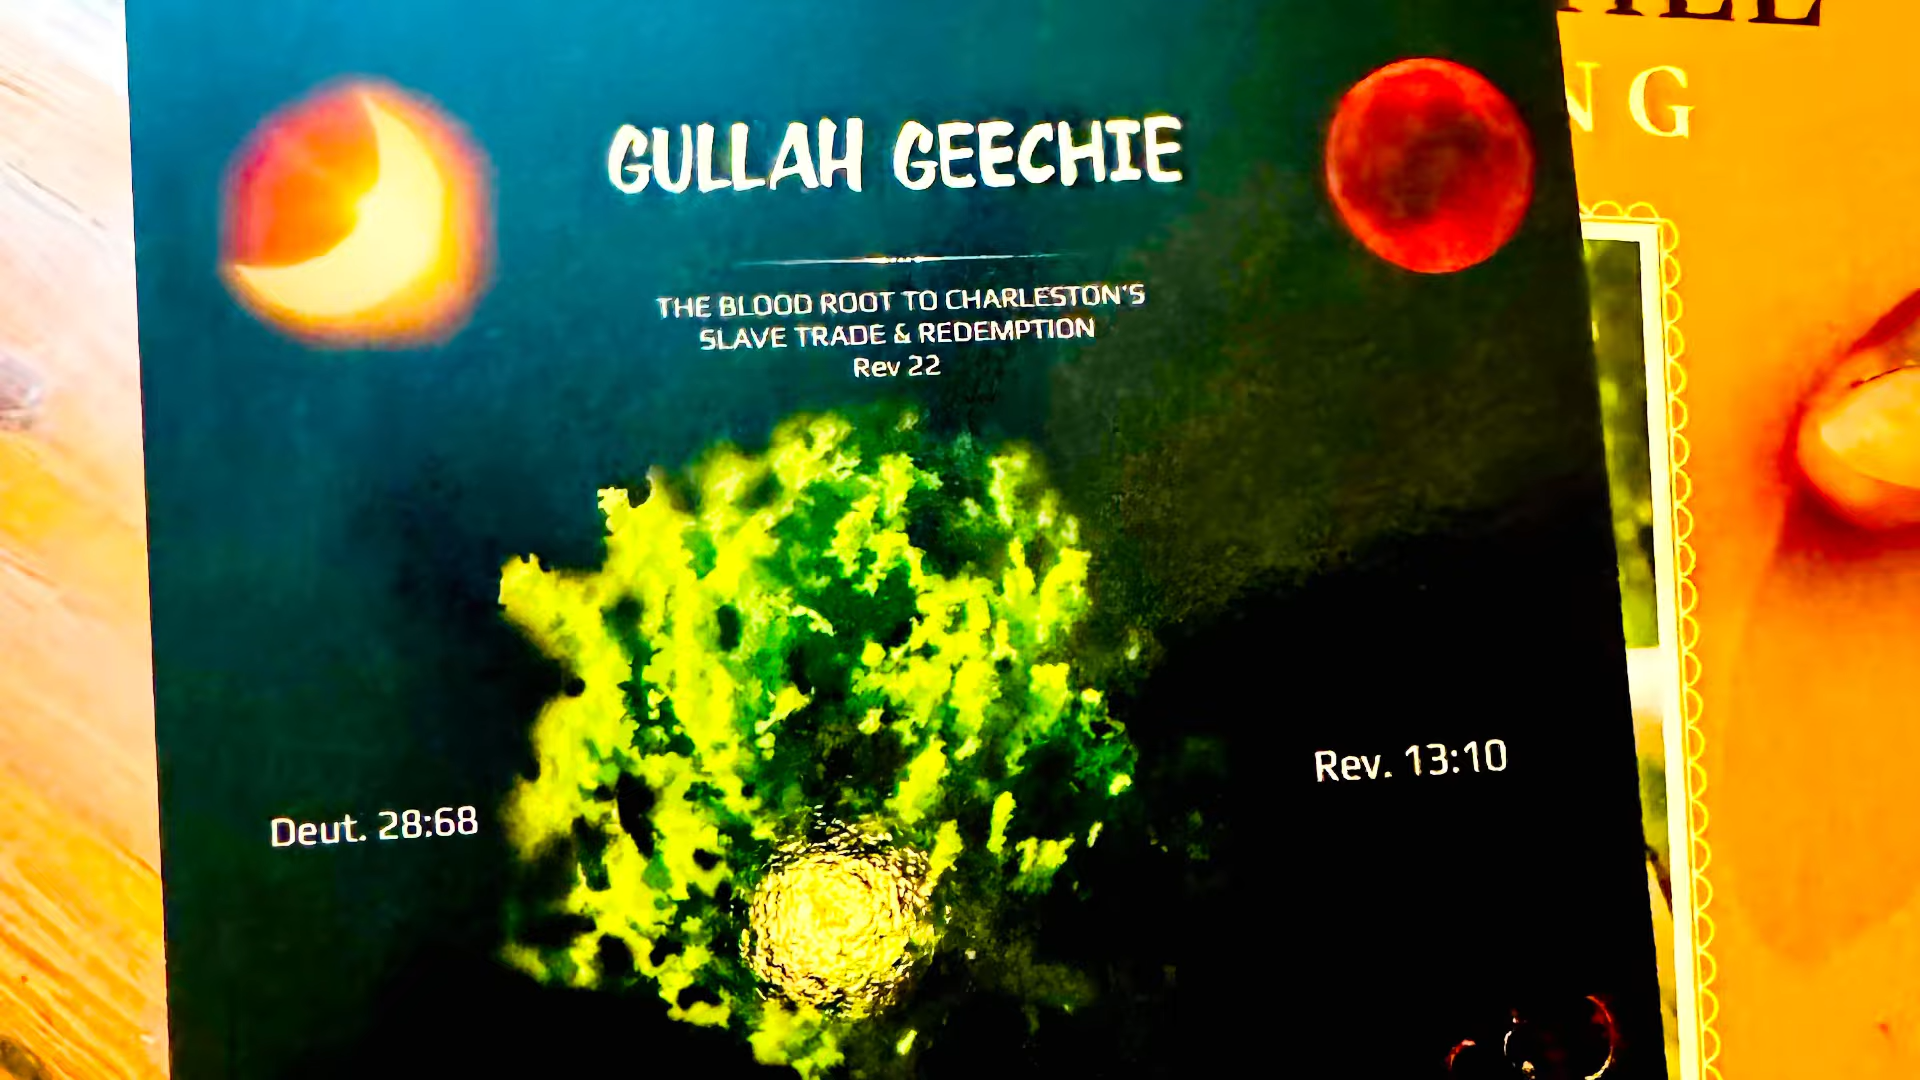 GULLAH GEECHIE
THE BLOOD ROOT TO CHARLESTON'S
SLAVE TRADE & REDEMPTION
Rev 22
Rev. 13:10
Deut. 28:68